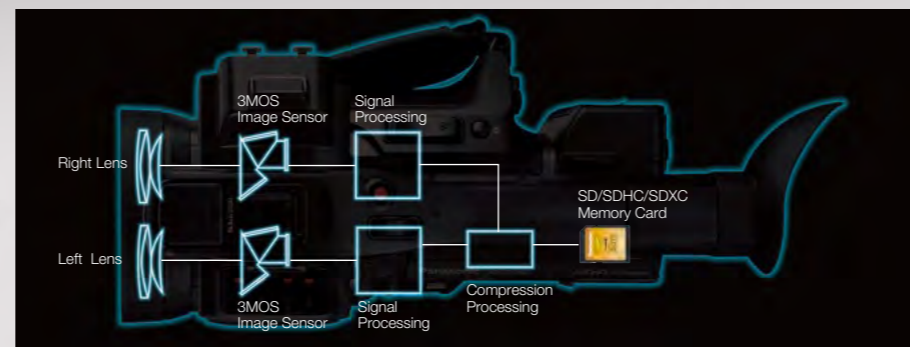 3MOS
Image Sensor
Signal
Processing
Right Lens
SD/SDHC/SDXC
Memory Card
Left Lens
3MOS
Image Sensor
Signal
Processing
Compression
Processing